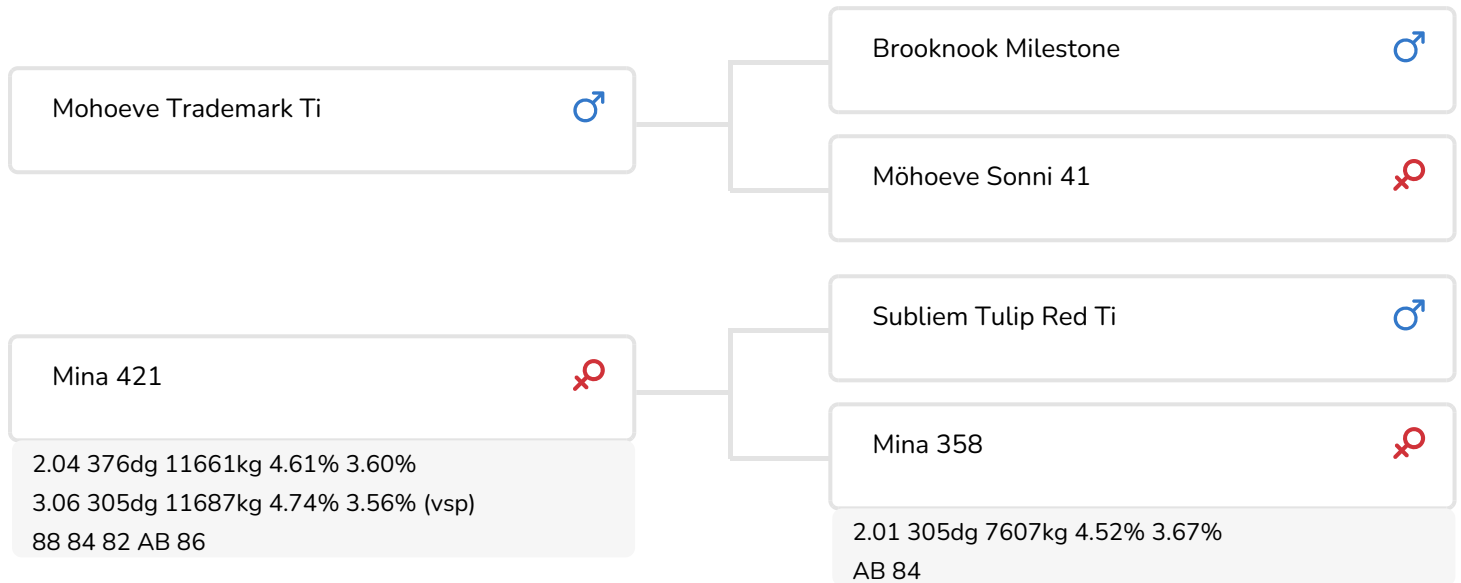 Brooknook Milestone
Mohoeve Trademark Ti
Möhoeve Sonni 41
Subliem Tulip Red Ti
Mina 421
Mina 358
2.04 376dg 11661kg 4.61% 3.60%
3.06 305dg 11687kg 4.74% 3.56% (vsp)
88 84 82 AB 86
2.01 305dg 7607kg 4.52% 3.67%
AB 84